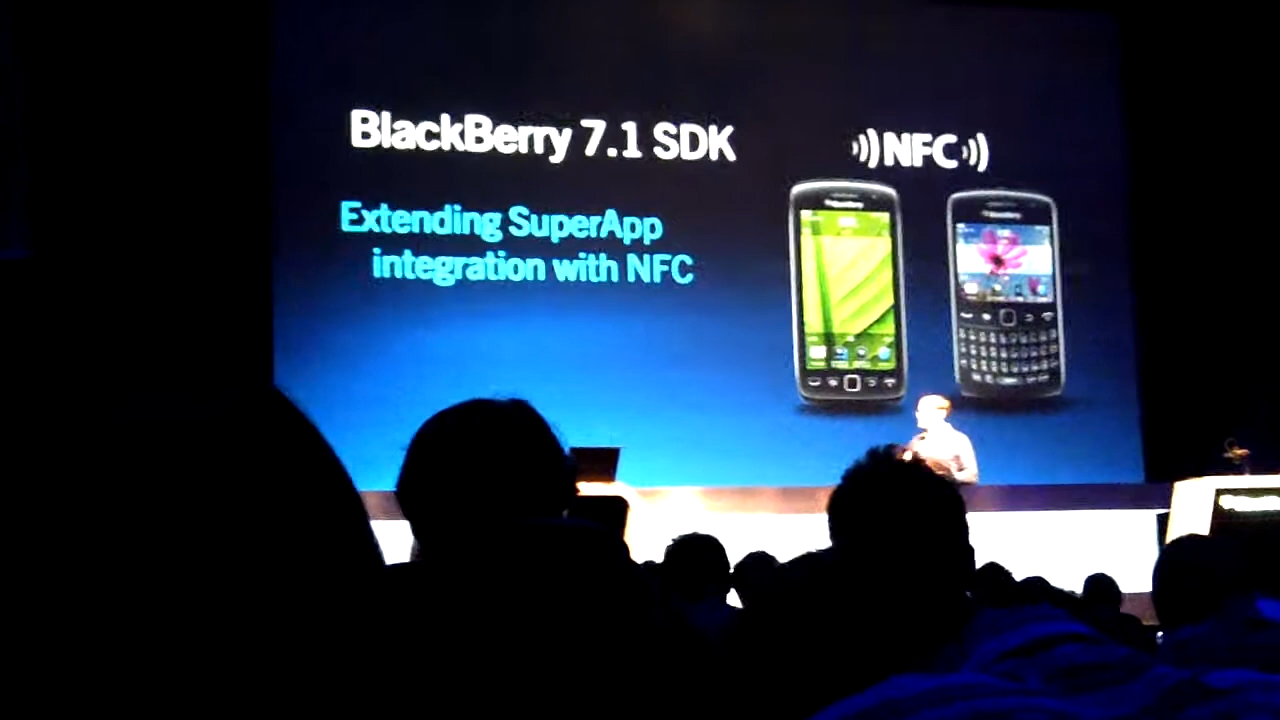 BlackBerry 7.1 SDK
NFC
Extending SuperApp
integration with NFC